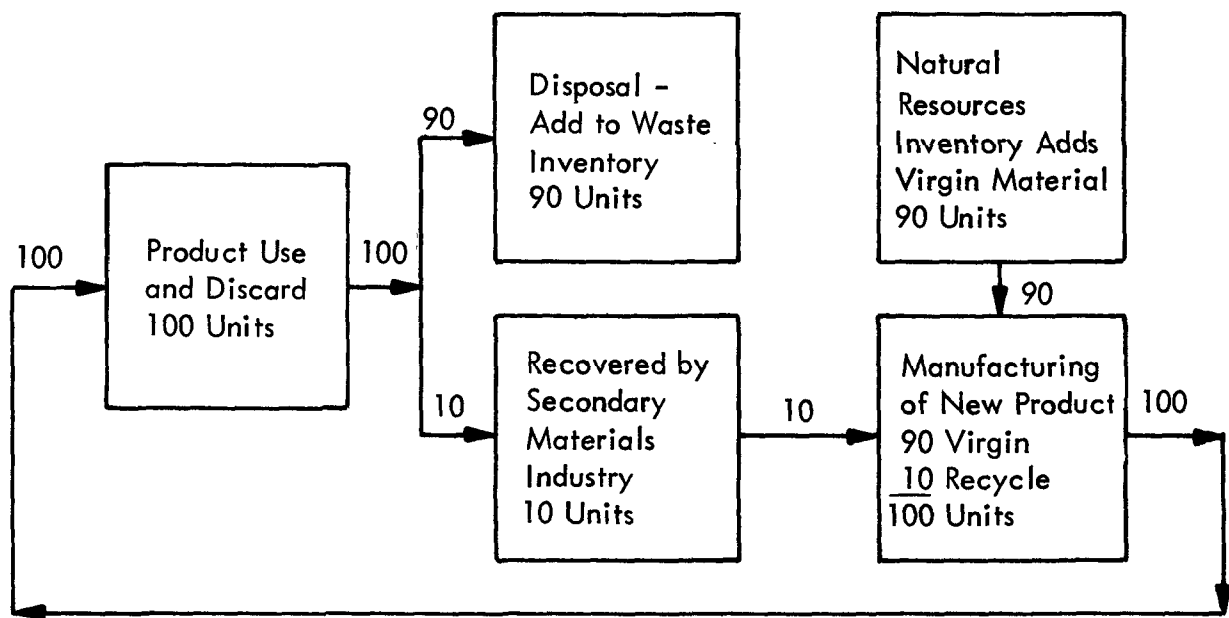 100
Product Use
and Discard
100 Units
100
90
Disposal -
Add to Waste
Inventory
90 Units
10
Recovered by
Secondary
Materials
Industry
10 Units
10
Natural
Resources
Inventory Adds
Virgin Material
90 Units
90
Manufacturing
of New Product
90 Virgin
10 Recycle
100 Units
100